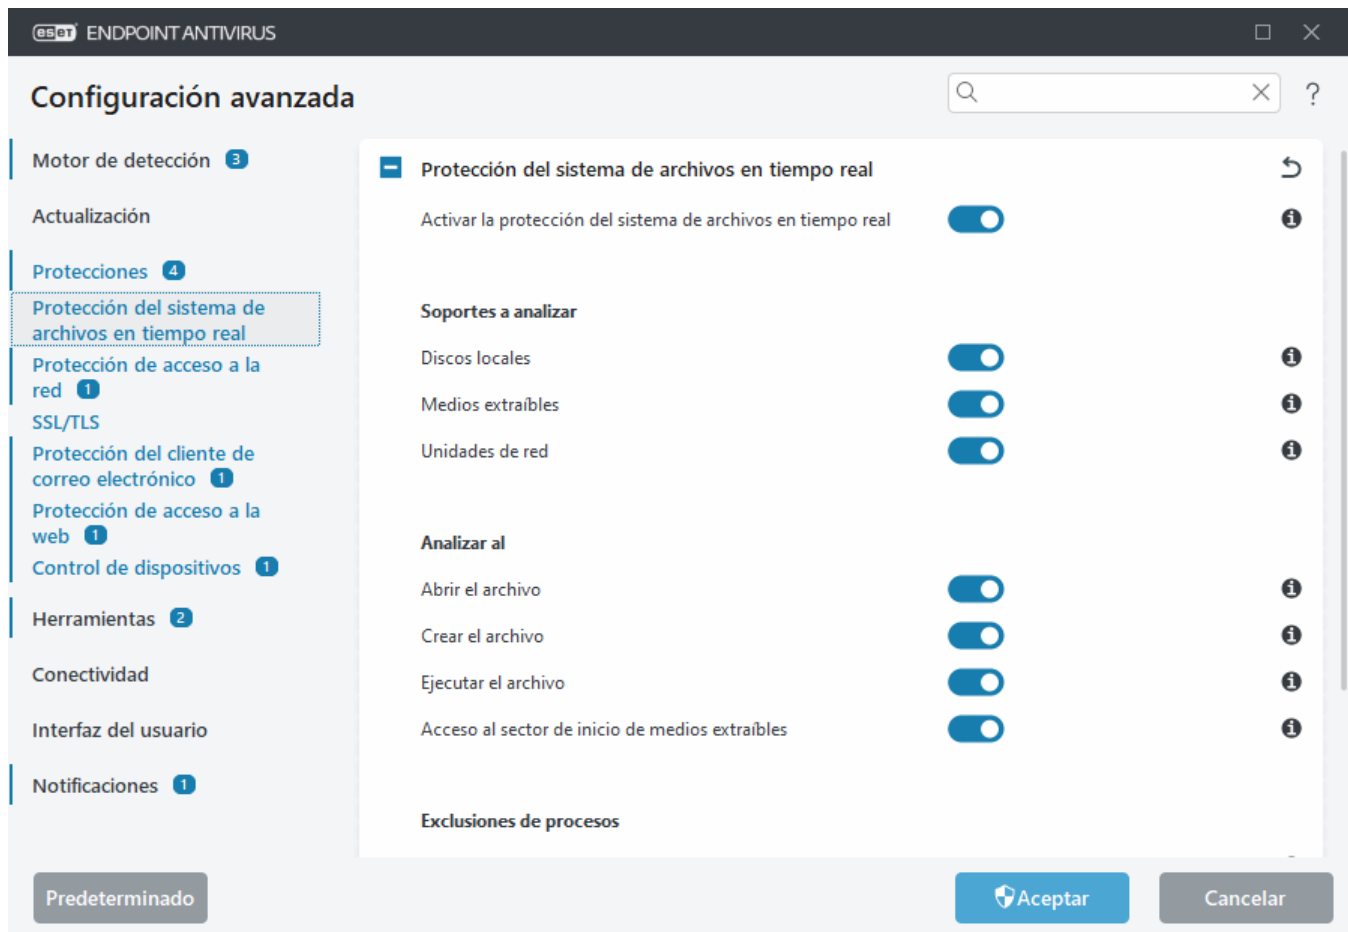 eset ENDPOINT ANTIVIRUS
Configuración avanzada
?
Motor de detección 3
Actualización
Protecciones 4
Protección del sistema de
archivos en tiempo real
Protección de acceso a la
red 1
SSL/TLS
Protección del cliente de
correo electrónico 1
Protección de acceso a la
web 1
Control de dispositivos 1
Herramientas 2
Conectividad
Interfaz del usuario
Notificaciones 1
Protección del sistema de archivos en tiempo real
Activar la protección del sistema de archivos en tiempo real
Soportes a analizar
Discos locales
Medios extraíbles
Unidades de red
Analizar al
Abrir el archivo
Crear el archivo
Ejecutar el archivo
Acceso al sector de inicio de medios extraíbles
Exclusiones de procesos
Predeterminado
Aceptar
Cancelar